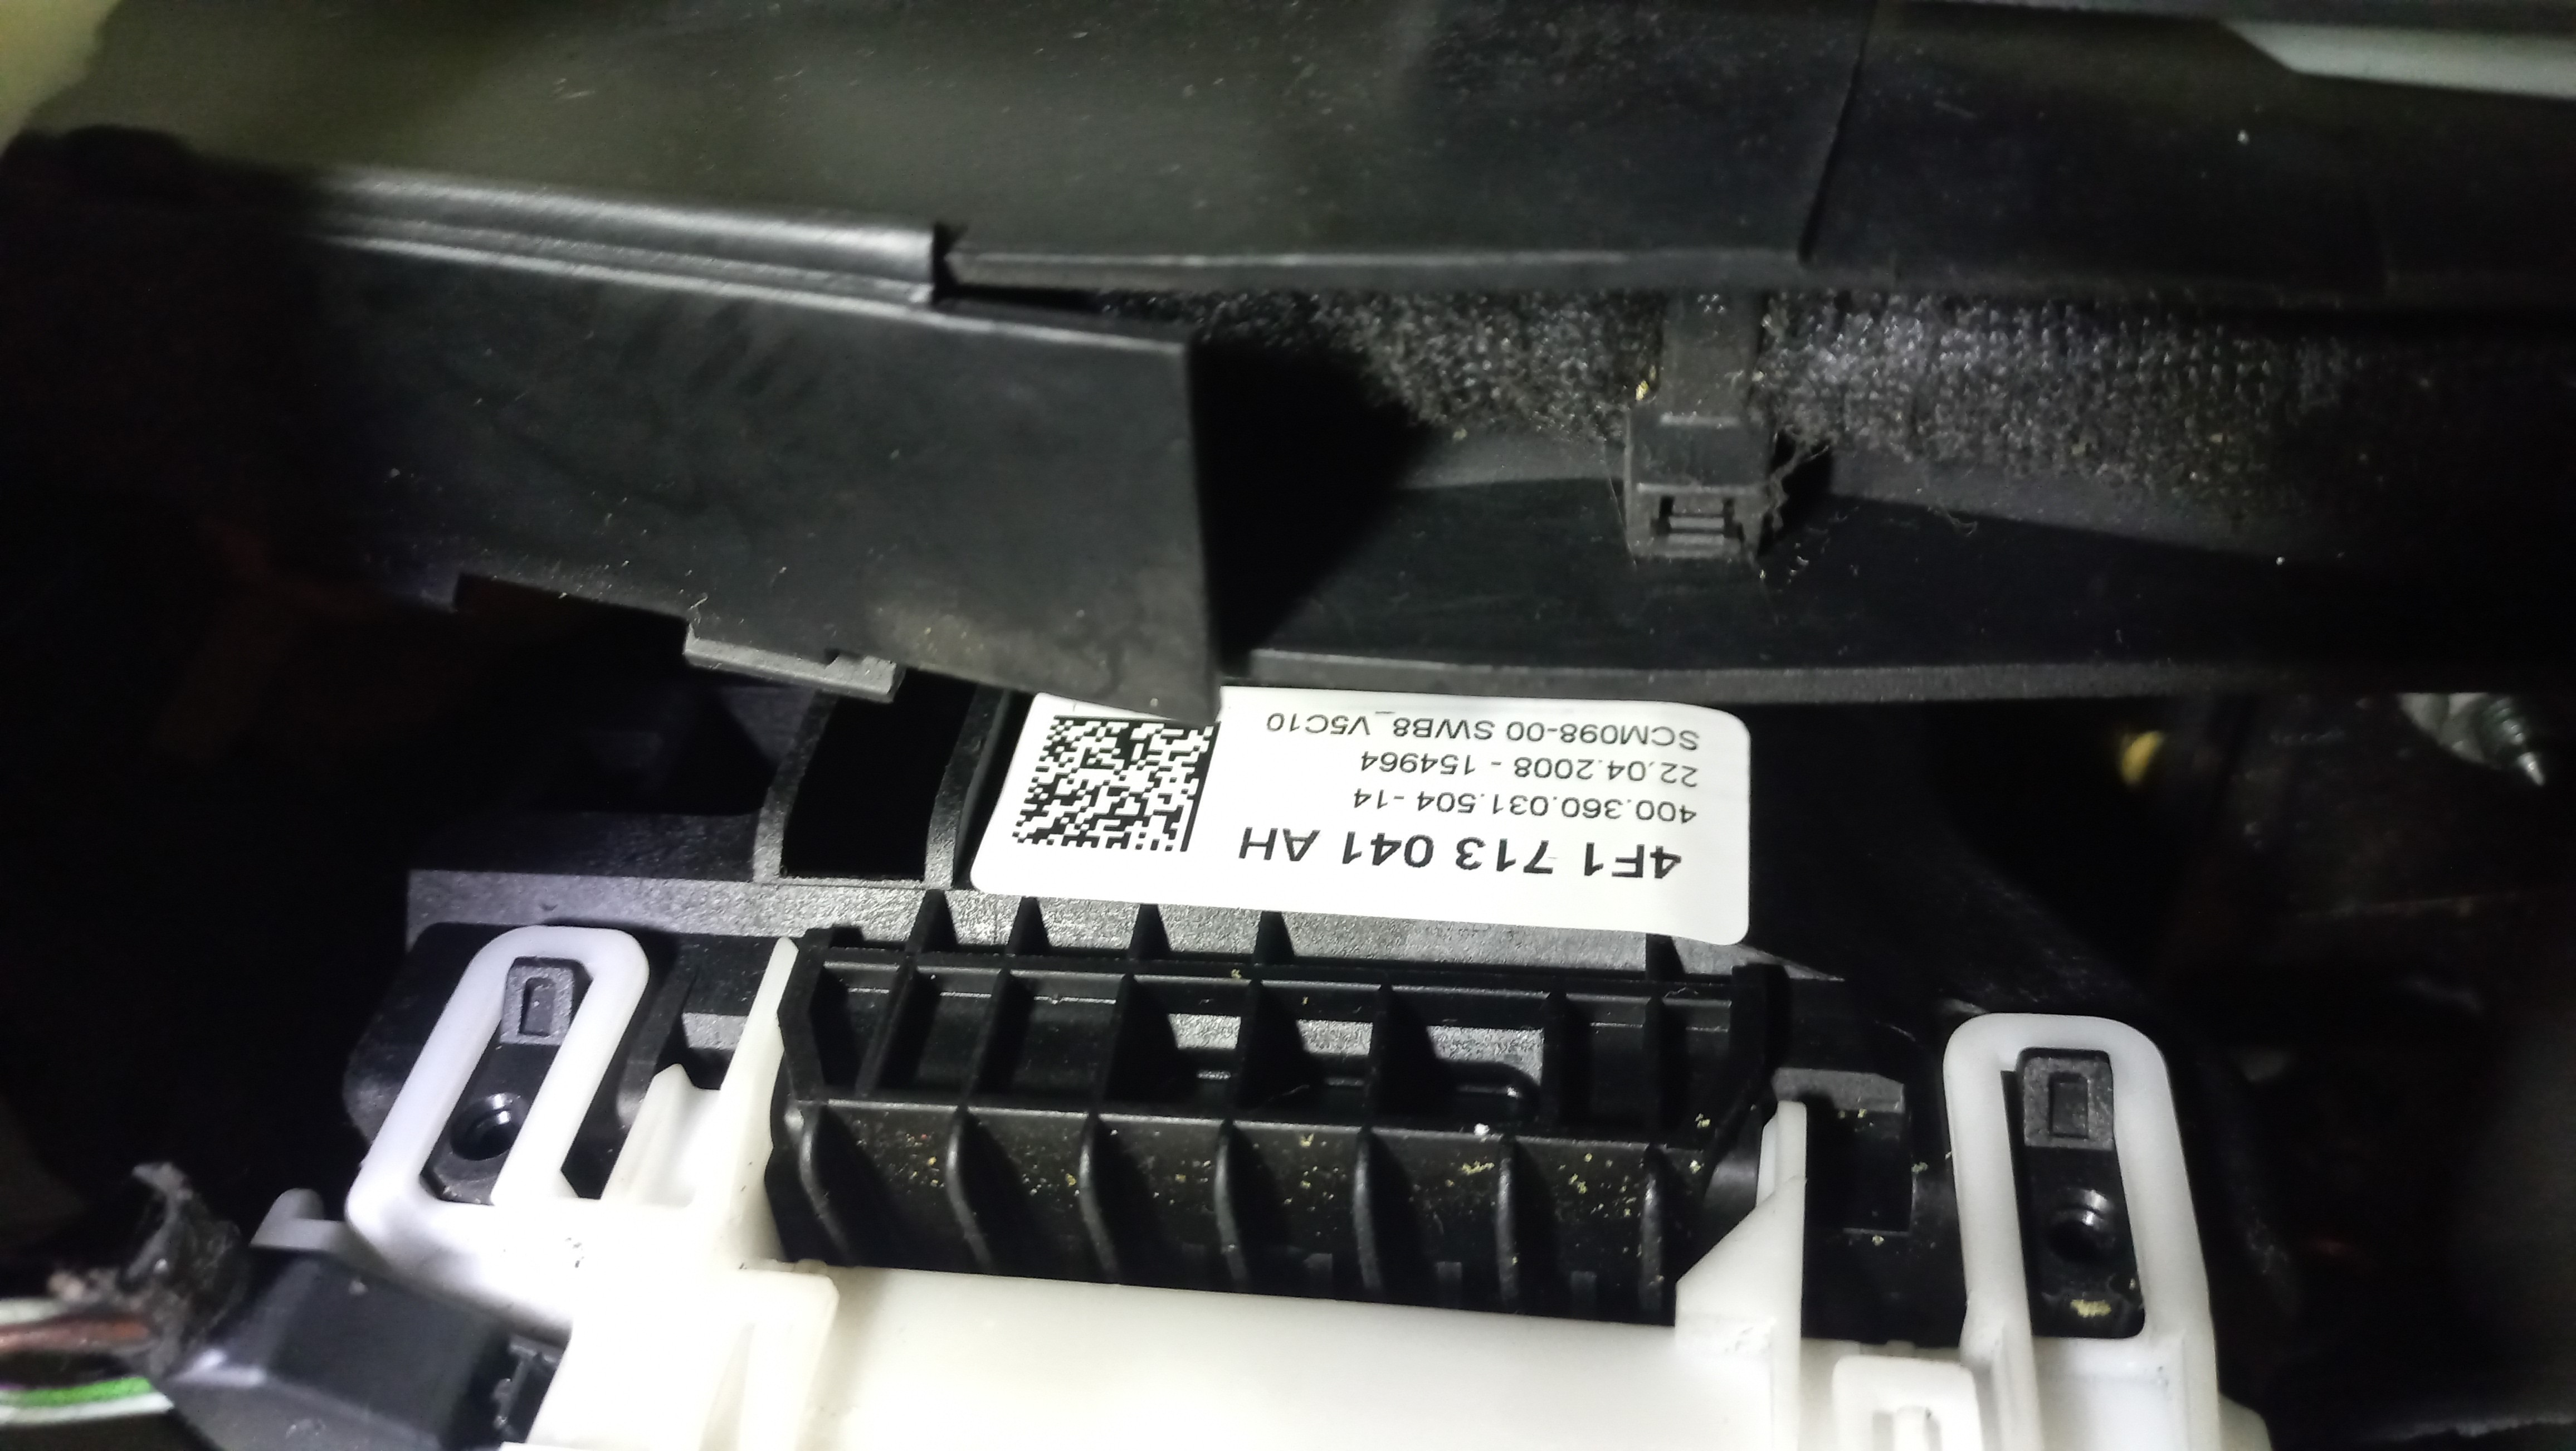 4F1 713 041 AH
400.360.031.504 -14
22.04.2008 - 154964
SCM098-00 SWB8_V5C10